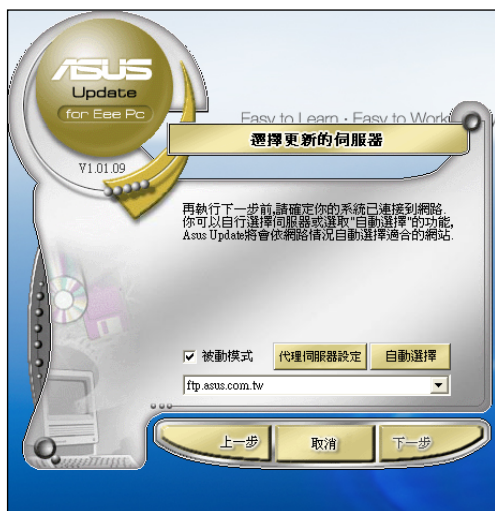 ASUS
Update
for Eee Pc
Easy to Learn · Easy to Work
選擇更新的伺服器
V1.01.09
再執行下一步前,請確定你的系統已連接到網路.
你可以自行選擇伺服器或選取"自動選擇"的功能,
Asus Update將會依網路情況自動選擇適合的網站.
被動模式 代理伺服器設定 自動選擇
ftp.asus.com.tw
上一步 取消 下一步